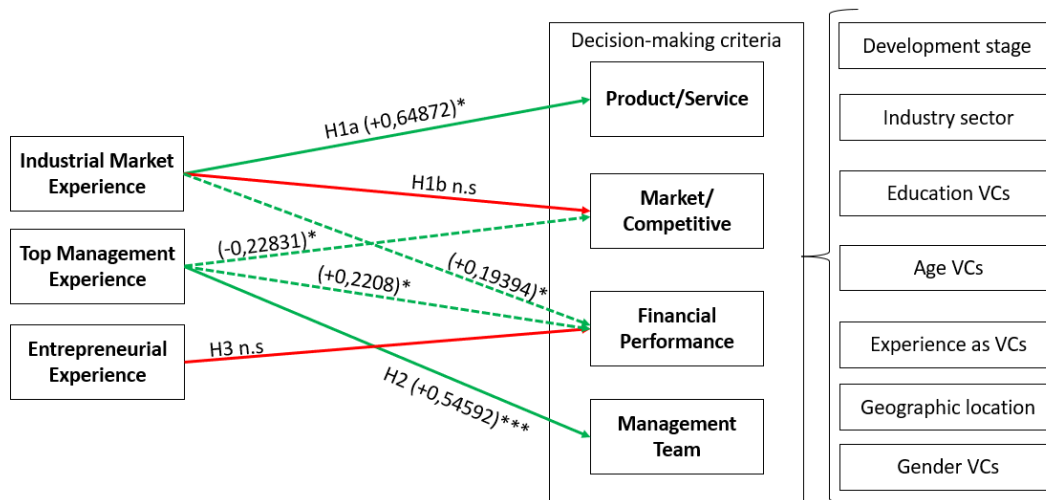 Decision-making criteria
Industrial Market
Experience
Top Management
Experience
Entrepreneurial
Experience
H1a (+0,64872)*
H1b n.s
(-0,22831)*
(+0,19394)*
(+0,2208)*
H3 n.s
H2 (+0,54592)***
Product/Service
Market/
Competitive
Financial
Performance
Management
Team
Development stage
Industry sector
Education VCs
Age VCs
Experience as VCs
Geographic location
Gender VCs